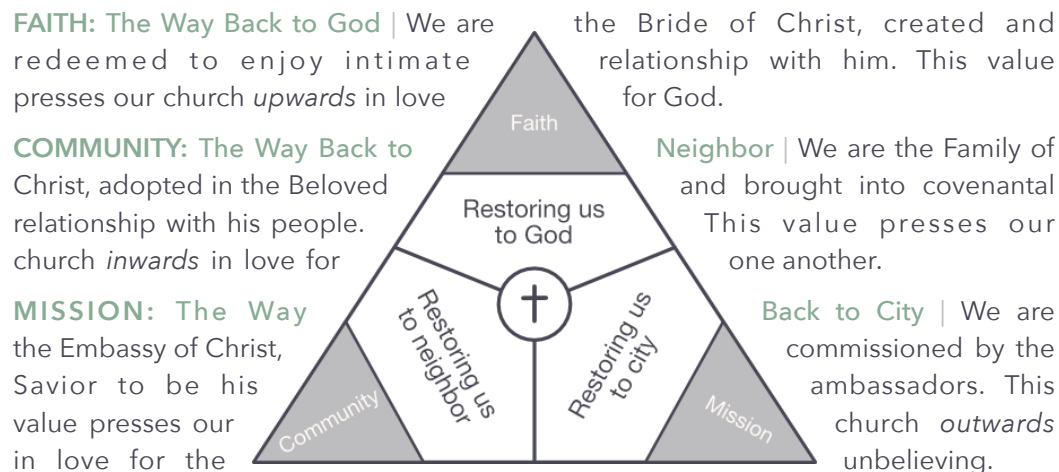 FAITH: The Way Back to God | We are the Bride of Christ, created and
redeemed to enjoy intimate relationship with him. This value
presses our church upwards in love for God.
COMMUNITY: The Way Back to Neighbor | We are the Family of
Christ, adopted in the Beloved and brought into covenantal
relationship with his people. This value presses our
church inwards in love for one another.
MISSION: The Way Back to City | We are
the Embassy of Christ, commissioned by the
Savior to be his ambassadors. This
value presses our church outwards
in love for the unbelieving.
Faith
Restoring us
to God
Restoring us
to neighbor
Restoring us
to city
Community
Mission